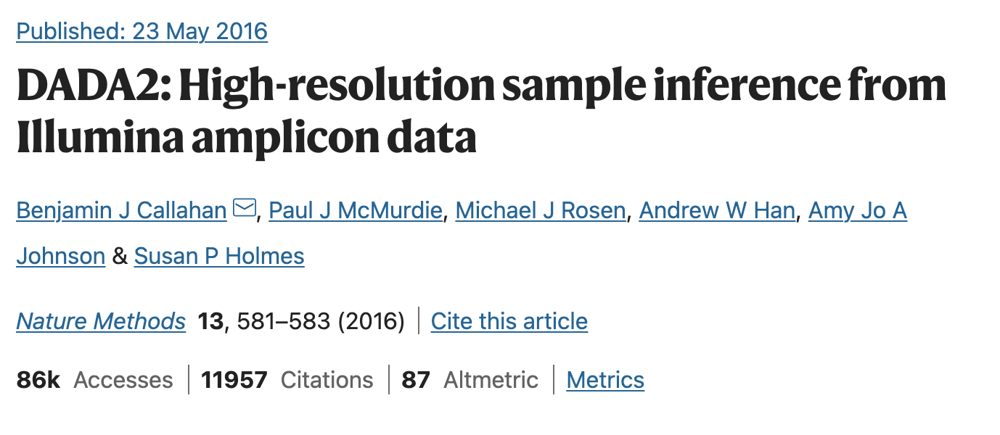 Published: 23 May 2016
DADA2: High-resolution sample inference from
Illumina amplicon data
Benjamin J Callahan, Paul J McMurdie, Michael J Rosen, Andrew W Han, Amy Jo A
Johnson & Susan P Holmes
Nature Methods 13, 581–583 (2016) | Cite this article
86k Accesses | 11957 Citations | 87 Altmetric | Metrics